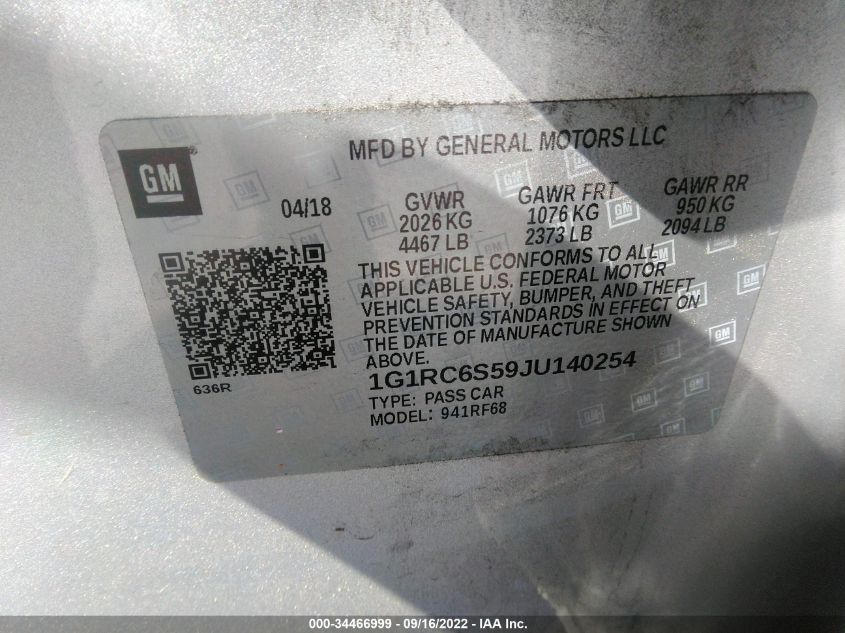 GM
MFD BY GENERAL MOTORS LLC
04/18
GVWR
2026 KG
4467 LB
GAWR FRT
1076 KG
2373 LB
GAWR RR
950 KG
2094 LB
THIS VEHICLE CONFORMS TO ALL
APPLICABLE U.S. FEDERAL MOTOR
VEHICLE SAFETY, BUMPER, AND THEFT
PREVENTION STANDARDS IN EFFECT ON
THE DATE OF MANUFACTURE SHOWN
ABOVE.
636R
1G1RC6S59JU140254
TYPE: PASS CAR
MODEL: 941RF68
000-34466999 - 09/16/2022 - IAA Inc.